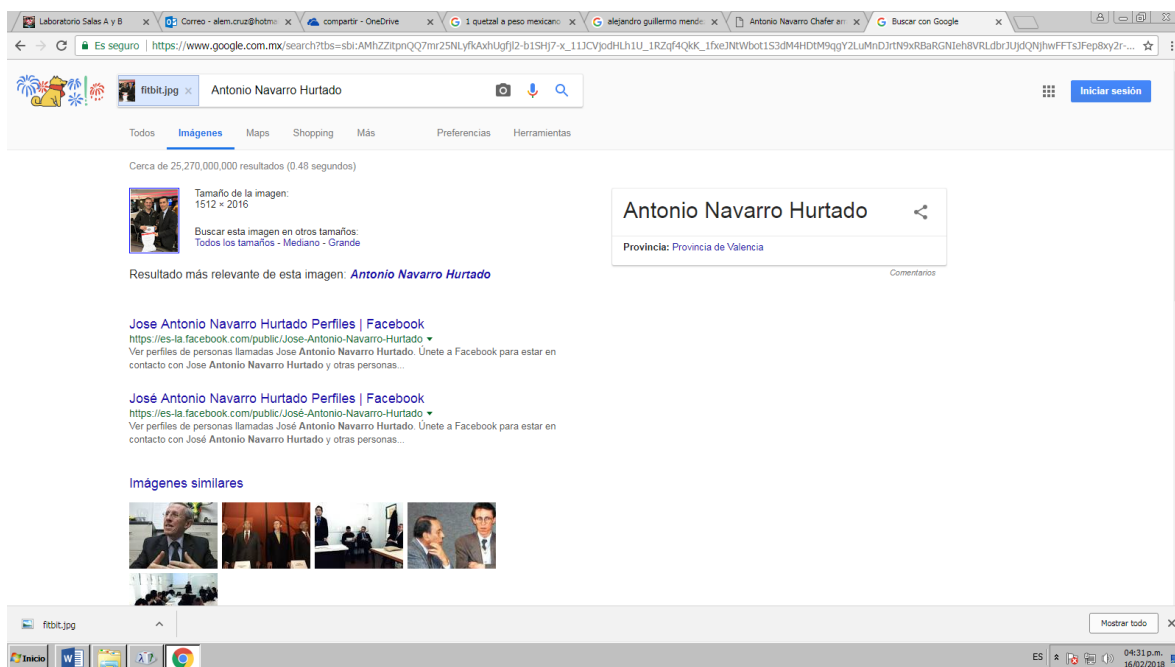 Laboratorio Salas A y B
Correo - alem.cruz@hotma
compartir - OneDrive
1 quetzal a peso mexicano
alejandro guillermo mendez
Antonio Navarro Chafer an
Buscar con Google
Es seguro
fitbit.jpg
Antonio Navarro Hurtado
Iniciar sesión
Todos Imágenes Maps Shopping Más Preferencias Herramientas
Cerca de 25,270,000,000 resultados (0.48 segundos)
Tamaño de la imagen:
1512 × 2016
Buscar esta imagen en otros tamaños:
Todos los tamaños - Mediano - Grande
Resultado más relevante de esta imagen: Antonio Navarro Hurtado
Antonio Navarro Hurtado
Provincia: Provincia de Valencia
Comentarios
Jose Antonio Navarro Hurtado Perfiles | Facebook
https://es-la.facebook.com/public/Jose-Antonio-Navarro-Hurtado
Ver perfiles de personas llamadas Jose Antonio Navarro Hurtado. Únete a Facebook para estar en
contacto con Jose Antonio Navarro Hurtado y otras personas...
José Antonio Navarro Hurtado Perfiles | Facebook
https://es-la.facebook.com/public/José-Antonio-Navarro-Hurtado
Ver perfiles de personas llamadas José Antonio Navarro Hurtado. Únete a Facebook para estar en
contacto con José Antonio Navarro Hurtado y otras personas...
Imágenes similares
fitbit.jpg
Mostrar todo
Inicio
ES
04:31 p.m.
16/02/2018